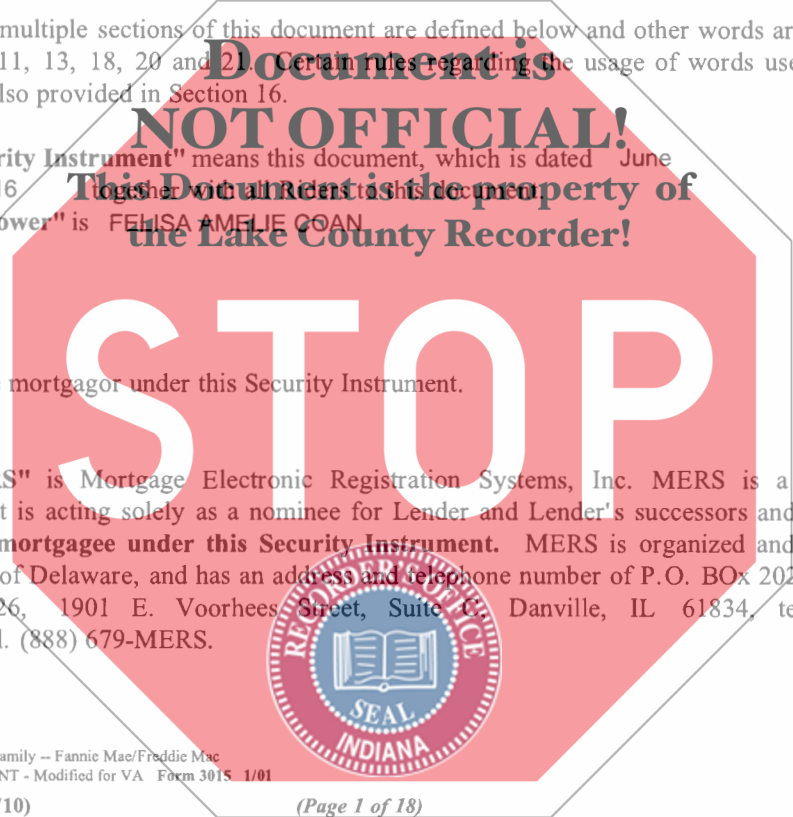 multiple sections of this document are defined below and other words ar
Document is
11, 13, 18, 20 and 21. Certain rules regarding the usage of words use
lso provided in Section 16.
NOT OFFICIAL!
rity Instrument" means this document, which is dated June
16 together with all Riders to this document.
This Document is the property of
ower" is FELISA AMELIE COAN
the Lake County Recorder!
STOP
mortgagor under this Security Instrument.
RS" is Mortgage Electronic Registration Systems, Inc. MERS is a
t is acting solely as a nominee for Lender and Lender's successors and
mortgagee under this Security Instrument. MERS is organized and
of Delaware, and has an address and telephone number of P.O. BOx 202
26, 1901 E. Voorhees Street, Suite C, Danville, IL 61834, te
l. (888) 679-MERS.
RECORDER'S OFFICE
SEAL
INDIANA
amily -- Fannie Mae/Freddie Mac
NT - Modified for VA Form 3015 1/01
/10) (Page 1 of 18)